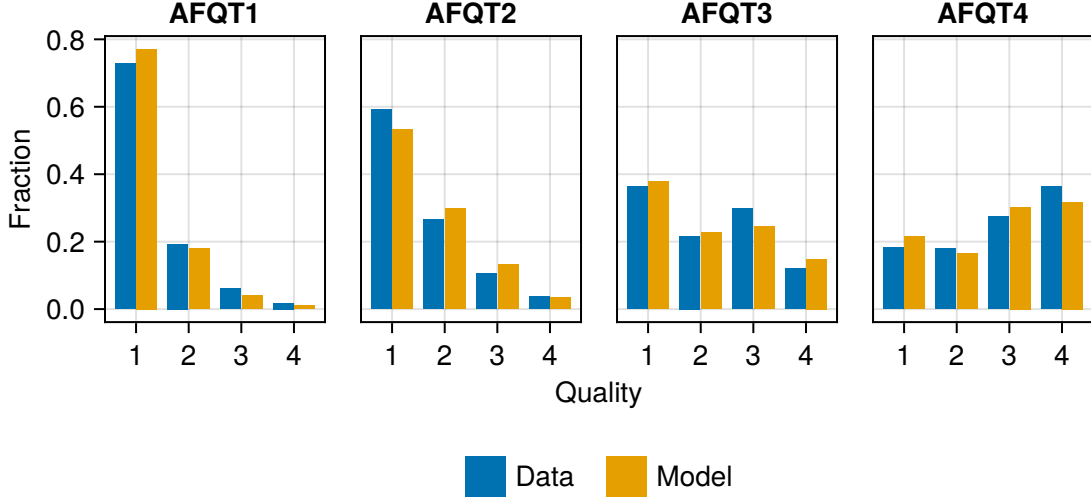 AFQT1 AFQT2 AFQT3 AFQT4
0.8
0.6
0.4
0.2
0.0
Fraction
1 2 3 4 1 2 3 4 1 2 3 4 1 2 3 4
Quality
Data Model